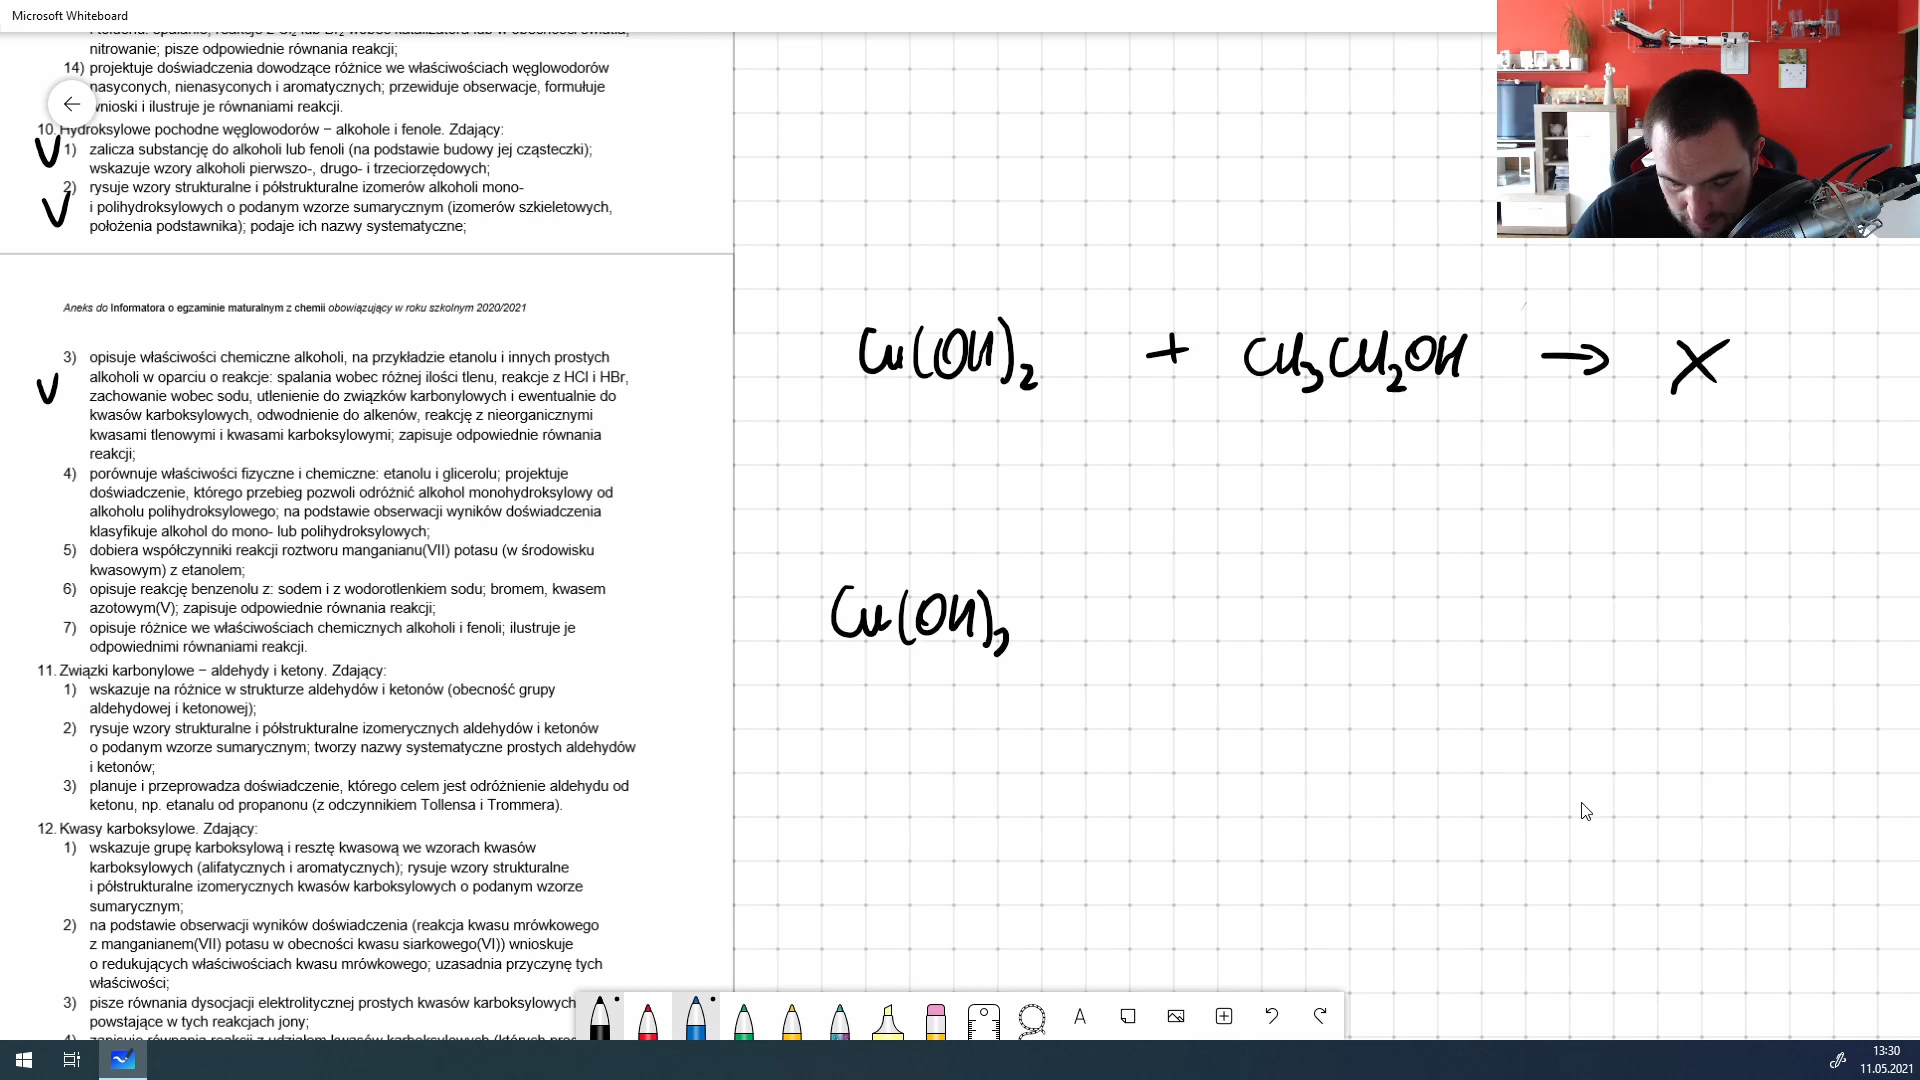 Microsoft Whiteboard
nitrowanie; pisze odpowiednie równania reakcji;
14) projektuje doświadczenia dowodzące różnice we właściwościach węglowodorów
nasyconych, nienasyconych i aromatycznych; przewiduje obserwacje, formułuje
wnioski i ilustruje je równaniami reakcji.
10. Hydroksylowe pochodne węglowodorów − alkohole i fenole. Zdający:
1) zalicza substancję do alkoholi lub fenoli (na podstawie budowy jej cząsteczki);
wskazuje wzory alkoholi pierwszo-, drugo- i trzeciorzędowych;
2) rysuje wzory strukturalne i półstrukturalne izomerów alkoholi mono-
i polihydroksylowych o podanym wzorze sumarycznym (izomerów szkieletowych,
położenia podstawnika); podaje ich nazwy systematyczne;
Aneks do Informatora o egzaminie maturalnym z chemii obowiązujący w roku szkolnym 2020/2021
3) opisuje właściwości chemiczne alkoholi, na przykładzie etanolu i innych prostych
alkoholi w oparciu o reakcje: spalania wobec różnej ilości tlenu, reakcje z HCl i HBr,
zachowanie wobec sodu, utlenienie do związków karbonylowych i ewentualnie do
kwasów karboksylowych, odwodnienie do alkenów, reakcję z nieorganicznymi
kwasami tlenowymi i kwasami karboksylowymi; zapisuje odpowiednie równania
reakcji;
4) porównuje właściwości fizyczne i chemiczne: etanolu i glicerolu; projektuje
doświadczenie, którego przebieg pozwoli odróżnić alkohol monohydroksylowy od
alkoholu polihydroksylowego; na podstawie obserwacji wyników doświadczenia
klasyfikuje alkohol do mono- lub polihydroksylowych;
5) dobiera współczynniki reakcji roztworu manganianu(VII) potasu (w środowisku
kwasowym) z etanolem;
6) opisuje reakcję benzenolu z: sodem i z wodorotlenkiem sodu; bromem, kwasem
azotowym(V); zapisuje odpowiednie równania reakcji;
7) opisuje różnice we właściwościach chemicznych alkoholi i fenoli; ilustruje je
odpowiednimi równaniami reakcji.
11. Związki karbonylowe − aldehydy i ketony. Zdający:
1) wskazuje na różnice w strukturze aldehydów i ketonów (obecność grupy
aldehydowej i ketonowej);
2) rysuje wzory strukturalne i półstrukturalne izomerycznych aldehydów i ketonów
o podanym wzorze sumarycznym; tworzy nazwy systematyczne prostych aldehydów
i ketonów;
3) planuje i przeprowadza doświadczenie, którego celem jest odróżnienie aldehydu od
ketonu, np. etanalu od propanonu (z odczynnikiem Tollensa i Trommera).
12. Kwasy karboksylowe. Zdający:
1) wskazuje grupę karboksylową i resztę kwasową we wzorach kwasów
karboksylowych (alifatycznych i aromatycznych); rysuje wzory strukturalne
i półstrukturalne izomerycznych kwasów karboksylowych o podanym wzorze
sumarycznym;
2) na podstawie obserwacji wyników doświadczenia (reakcja kwasu mrówkowego
z manganianem(VII) potasu w obecności kwasu siarkowego(VI)) wnioskuje
o redukujących właściwościach kwasu mrówkowego; uzasadnia przyczynę tych
właściwości;
3) pisze równania dysocjacji elektrolitycznej prostych kwasów karboksylowych
powstające w tych reakcjach jony;
Cu(OH)₂ + CH₃CH₂OH → X
Cu(OH)₂
13:30
11.05.2021